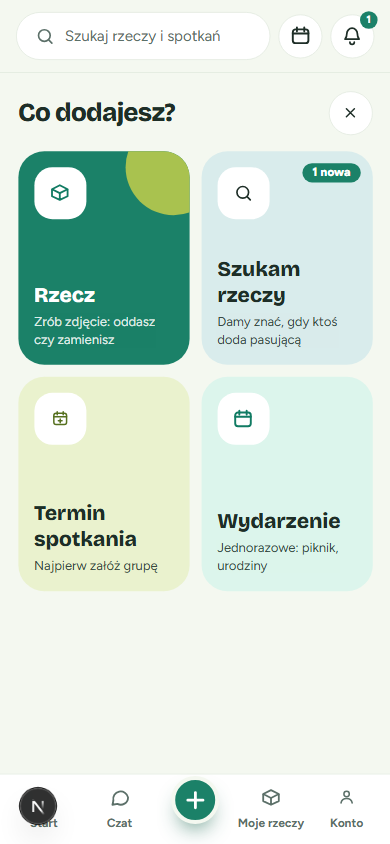 Szukaj rzeczy i spotkań
1
Co dodajesz?
Rzecz
Zrób zdjęcie: oddasz
czy zamienisz
1 nowa
Szukam
rzeczy
Damy znać, gdy ktoś
doda pasującą
Termin
spotkania
Najpierw załóż grupę
Wydarzenie
Jednorazowe: piknik,
urodziny
N
Start
Czat
Moje rzeczy
Konto